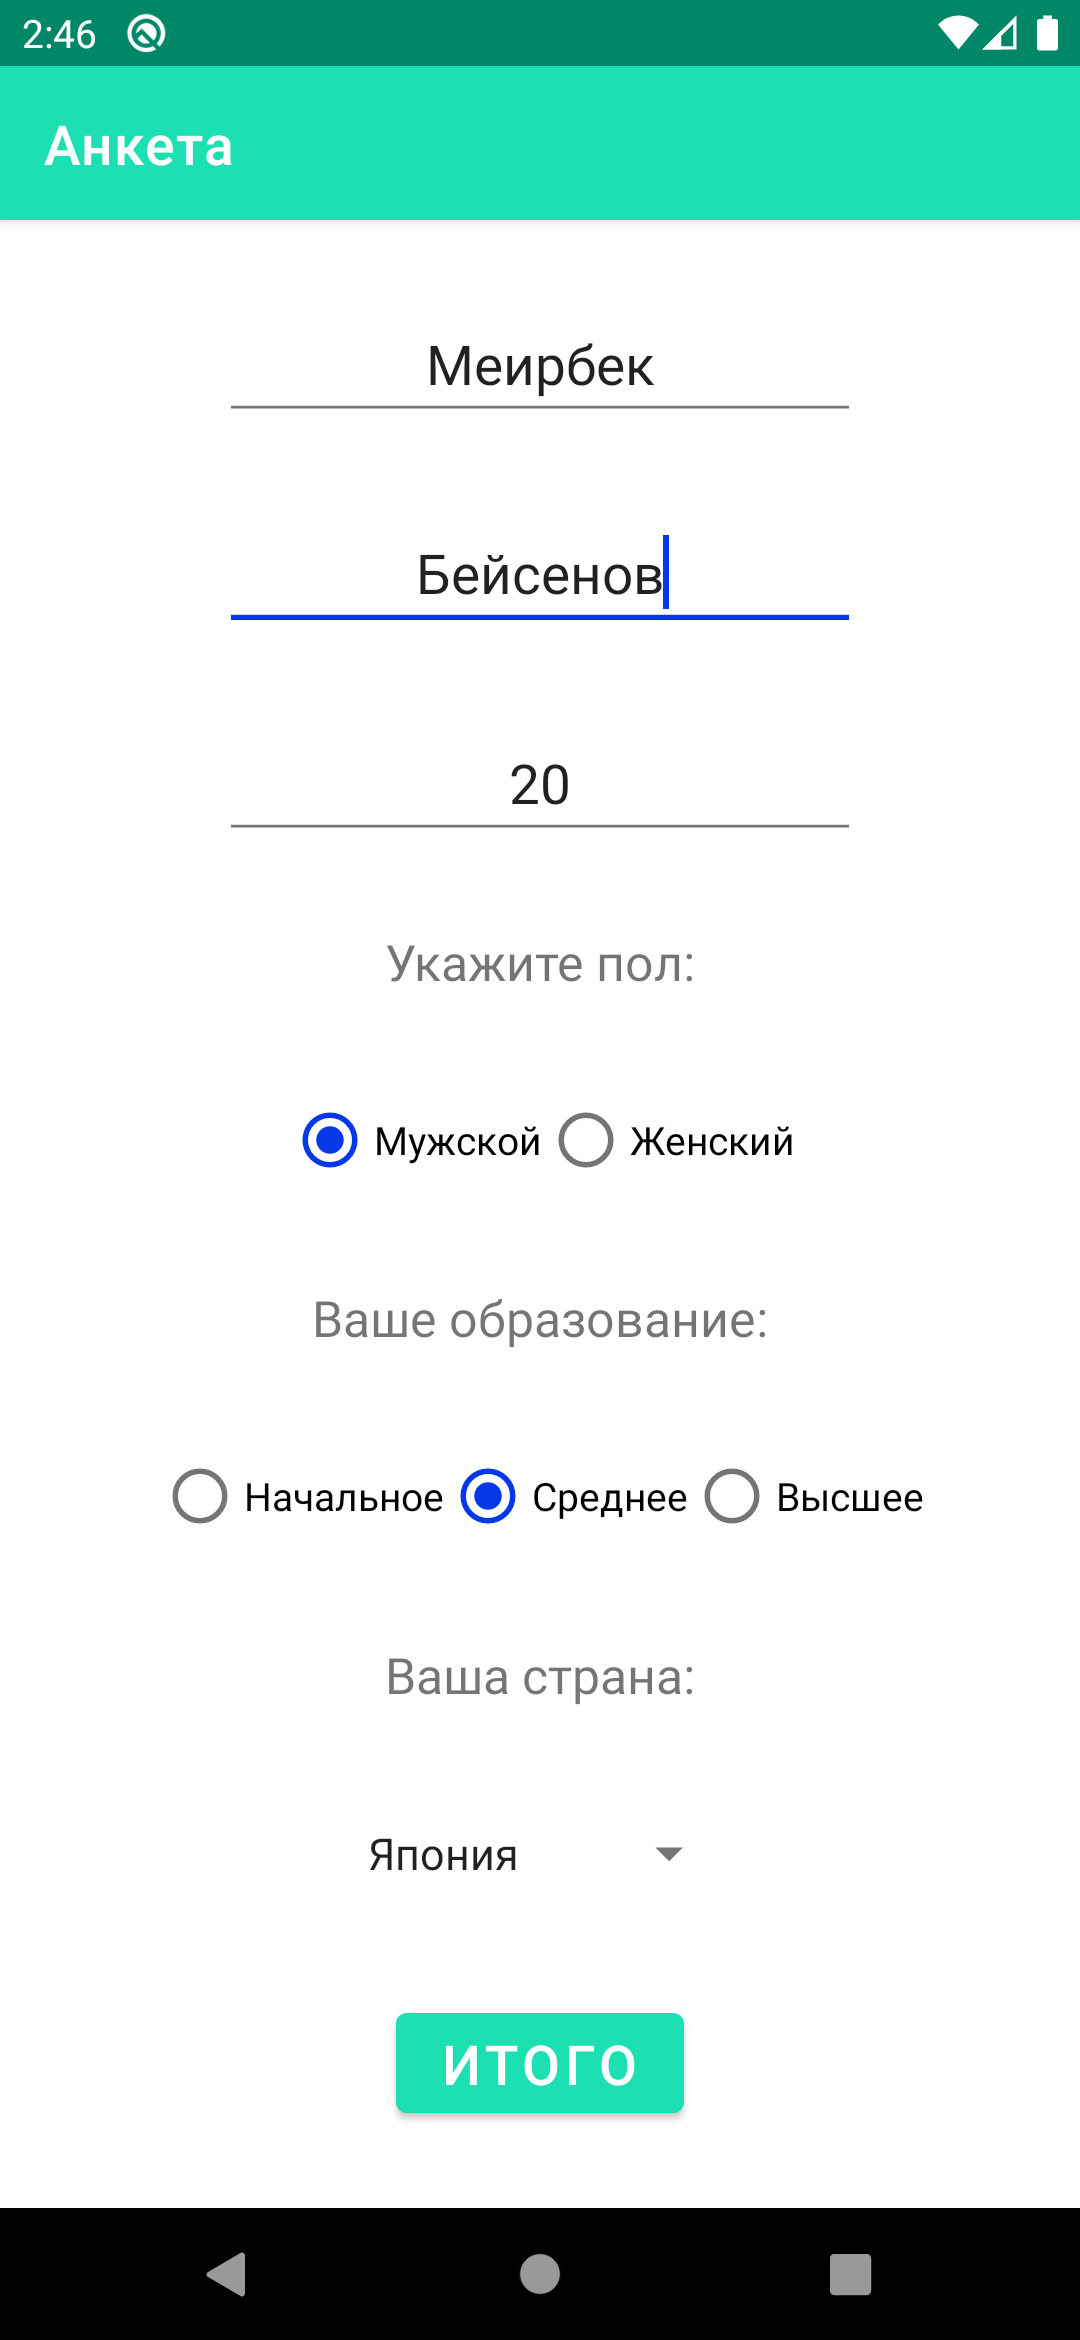 2:46
Анкета
Меирбек
Бейсенов
20
Укажите пол:
Мужской Женский
Ваше образование:
Начальное Среднее Высшее
Ваша страна:
Япония
ИТОГО